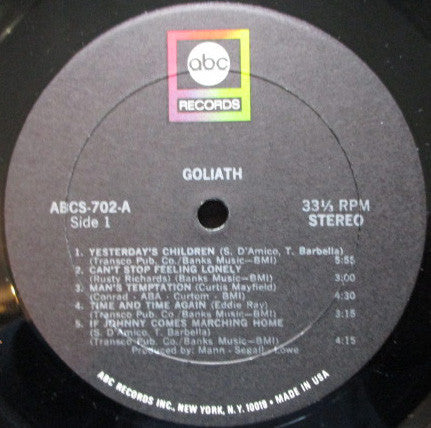 abc
RECORDS
GOLIATH
ABCS-702-A
Side 1
33⅓ RPM
STEREO
1. YESTERDAY'S CHILDREN (S. D'Amico, T. Barbella)
(Transco Pub. Co./Banks Music—BMI) 5:55
2. CAN'T STOP FEELING LONELY
(Rusty Richards) (Banks Music—BMI) 3:00
3. MAN'S TEMPTATION (Curtis Mayfield)
(Conrad - ABA - Curtom - BMI) 4:30
4. TIME AND TIME AGAIN (Eddie Ray)
(Transco Pub. Co./Banks Music—BMI) 3:15
5. IF JOHNNY COMES MARCHING HOME
(S. D'Amico, T. Barbella)
(Transco Pub. Co./Banks Music—BMI) 4:15
Produced by: Mann - Segall - Lowe
ABC RECORDS INC., NEW YORK, N.Y. 10019 • MADE IN USA